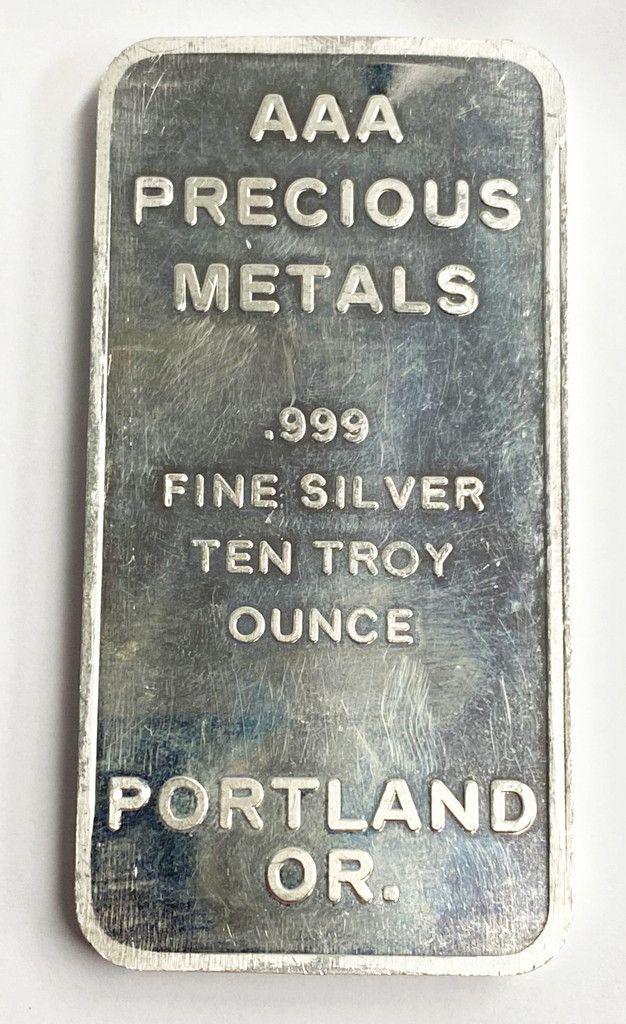 AAA
PRECIOUS
METALS
.999
FINE SILVER
TEN TROY
OUNCE
PORTLAND
OR.